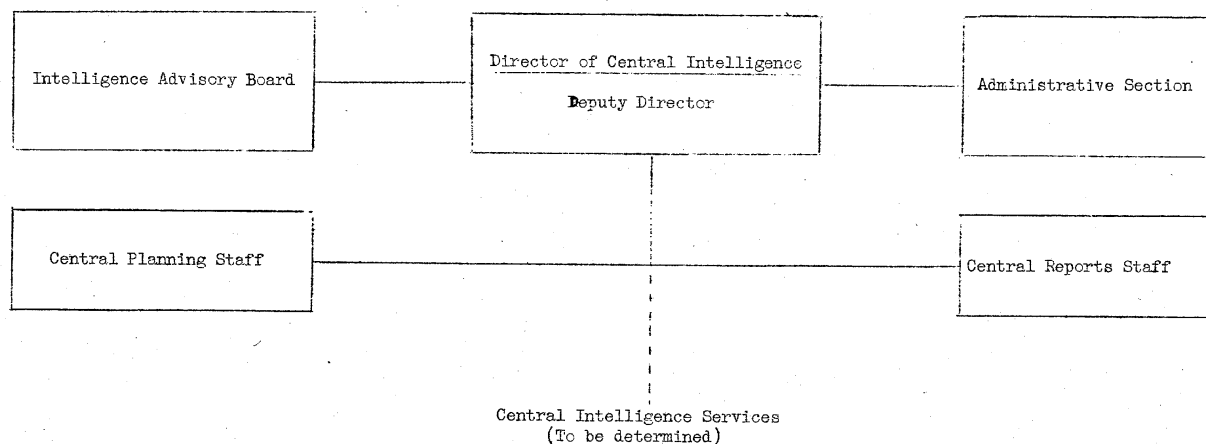 Intelligence Advisory Board
Director of Central Intelligence
Deputy Director
Administrative Section
Central Planning Staff
Central Reports Staff
Central Intelligence Services
(To be determined)